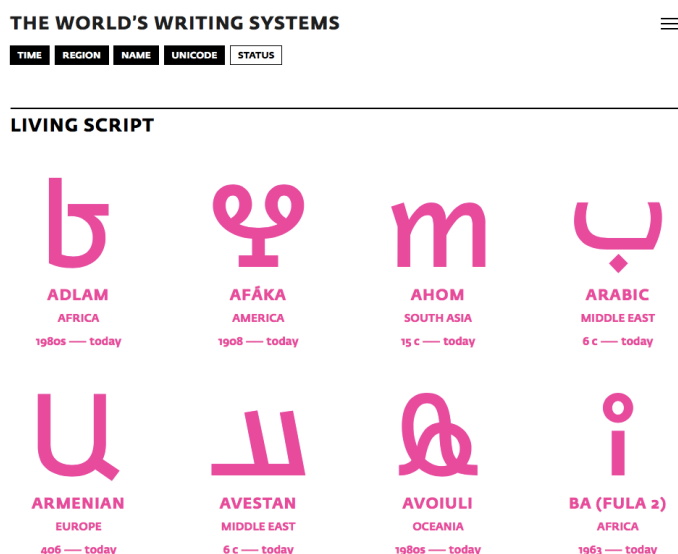 THE WORLD'S WRITING SYSTEMS
TIME REGION NAME UNICODE STATUS
LIVING SCRIPT
ADLAM AFÁKA AHOM ARABIC
AFRICA AMERICA SOUTH ASIA MIDDLE EAST
1980s — today 1908 — today 15 c — today 6 c — today
ARMENIAN AVESTAN AVOIULI BA (FULA 2)
EUROPE MIDDLE EAST OCEANIA AFRICA
406 — today 6 c — today 1980s — today 1963 — today